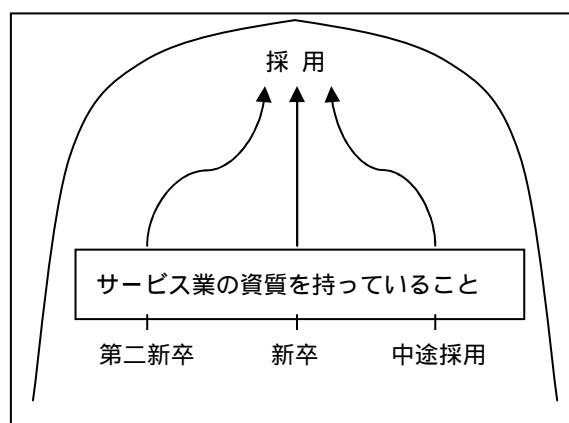 採 用
サービス業の資質を持っていること
第二新卒 新卒 中途採用